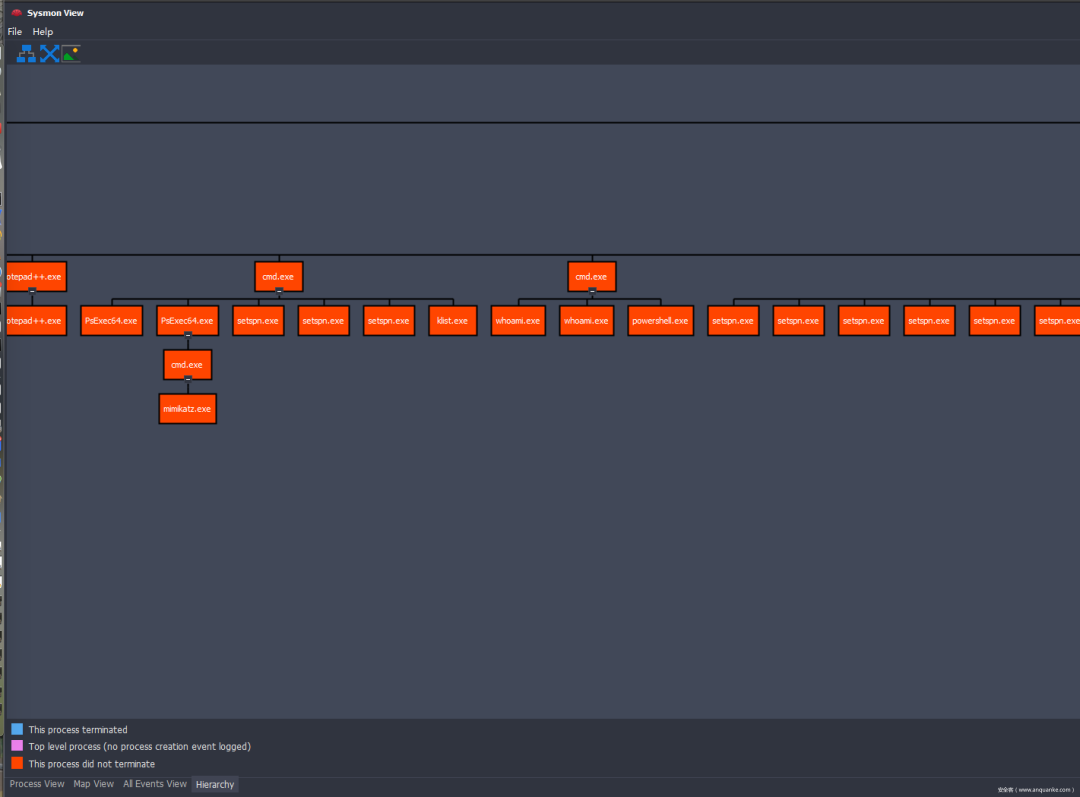 Sysmon View
File Help
otepad++.exe cmd.exe cmd.exe
otepad++.exe PsExec64.exe PsExec64.exe setspn.exe setspn.exe setspn.exe klist.exe whoami.exe whoami.exe powershell.exe setspn.exe setspn.exe setspn.exe setspn.exe setspn.exe setspn.exe
cmd.exe
mimikatz.exe
This process terminated
Top level process (no process creation event logged)
This process did not terminate
Process View Map View All Events View Hierarchy
安全客 ( www.anquanke.com )